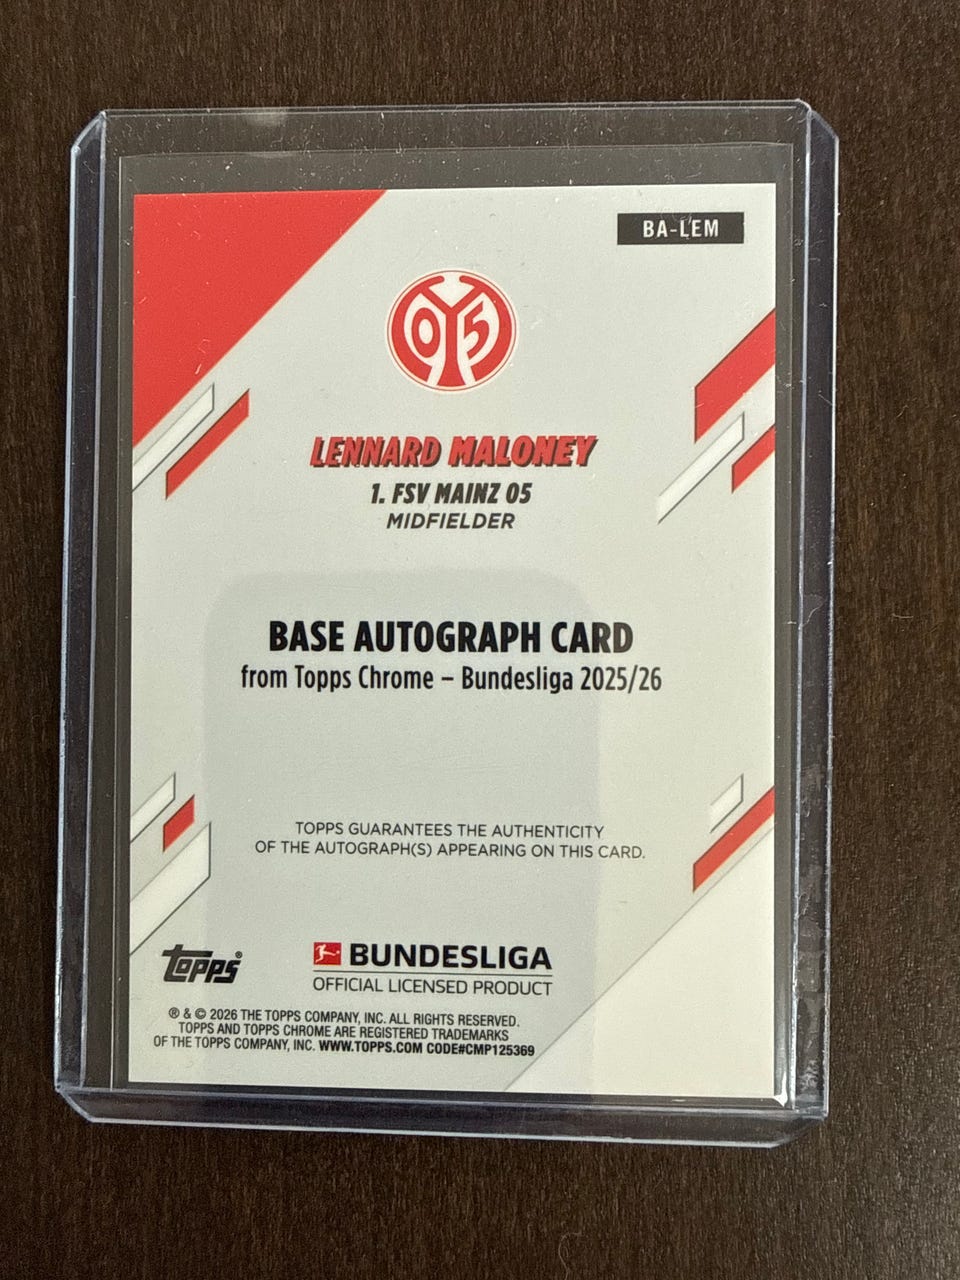 BA-LEM
05
LENNARD MALONEY
1. FSV MAINZ 05
MIDFIELDER
BASE AUTOGRAPH CARD
from Topps Chrome – Bundesliga 2025/26
TOPPS GUARANTEES THE AUTHENTICITY
OF THE AUTOGRAPH(S) APPEARING ON THIS CARD.
topps®
BUNDESLIGA
OFFICIAL LICENSED PRODUCT
® & © 2026 THE TOPPS COMPANY, INC. ALL RIGHTS RESERVED.
TOPPS AND TOPPS CHROME ARE REGISTERED TRADEMARKS
OF THE TOPPS COMPANY, INC. WWW.TOPPS.COM CODE#CMP125369